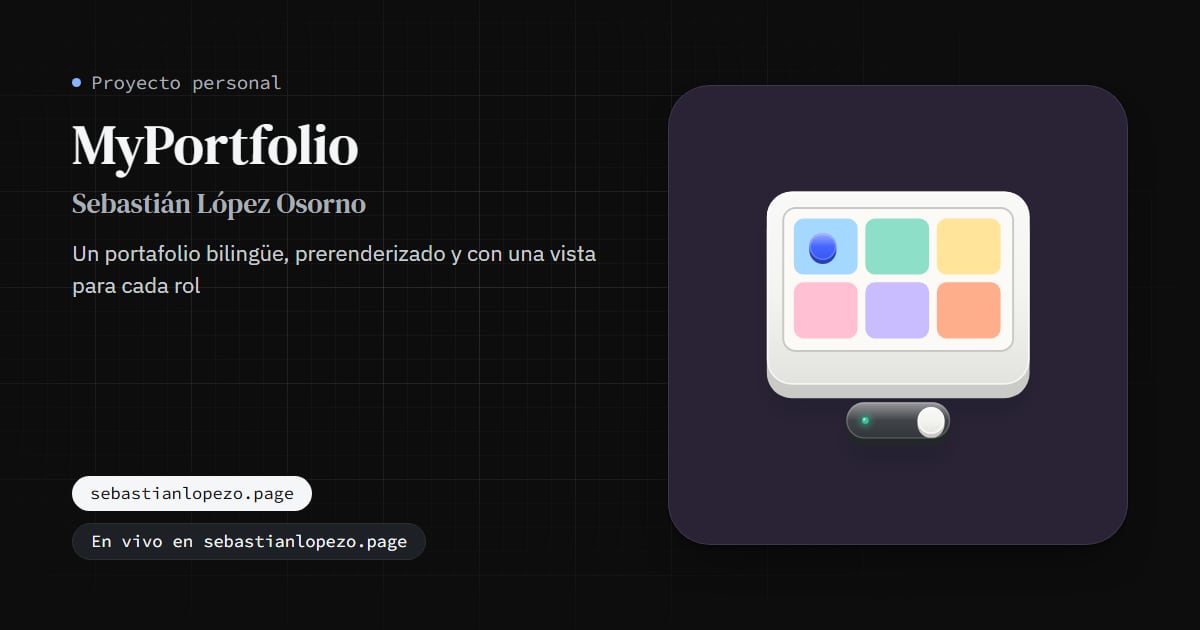 Proyecto personal
MyPortfolio
Sebastián López Osorno
Un portafolio bilingüe, prerenderizado y con una vista
para cada rol
sebastianlopezo.page
En vivo en sebastianlopezo.page